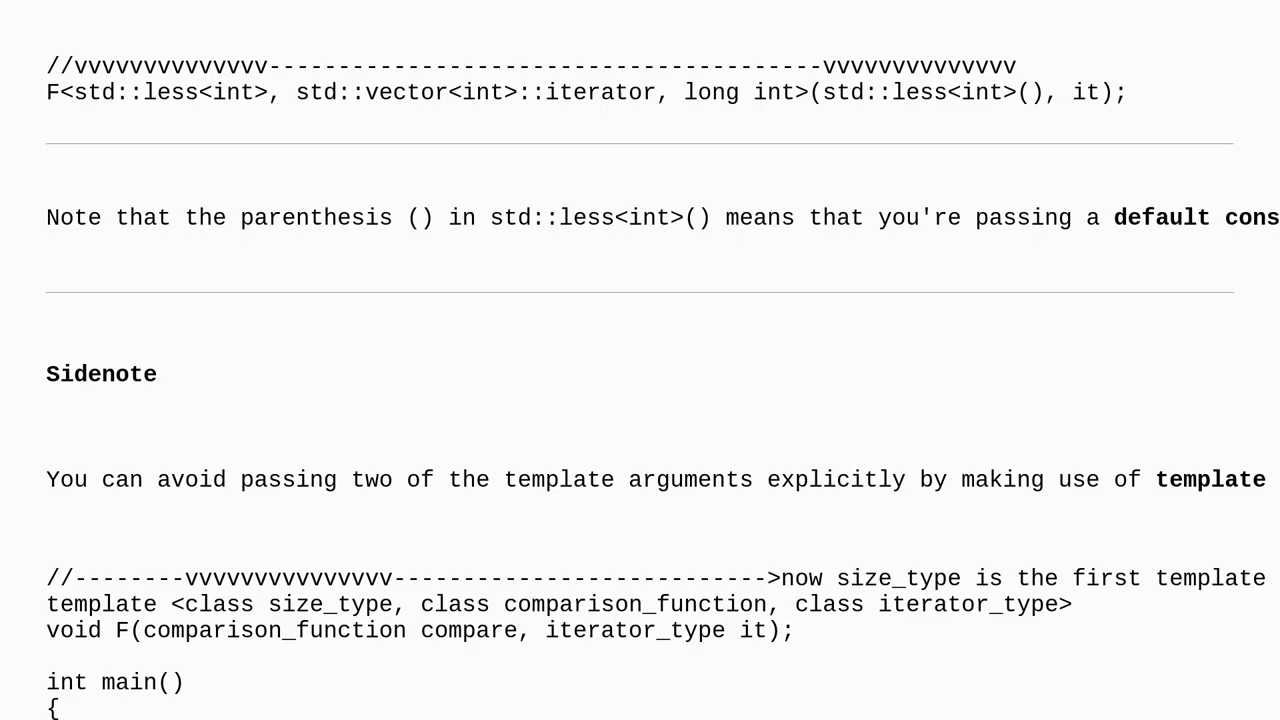 //vvvvvvvvvvvvvv----------------------------------------vvvvvvvvvvvvvv
F<std::less<int>, std::vector<int>::iterator, long int>(std::less<int>(), it);
Note that the parenthesis () in std::less<int>() means that you're passing a default cons
Sidenote
You can avoid passing two of the template arguments explicitly by making use of template
//--------vvvvvvvvvvvvvvv--------------------------->now size_type is the first template
template <class size_type, class comparison_function, class iterator_type>
void F(comparison_function compare, iterator_type it);
int main()
{